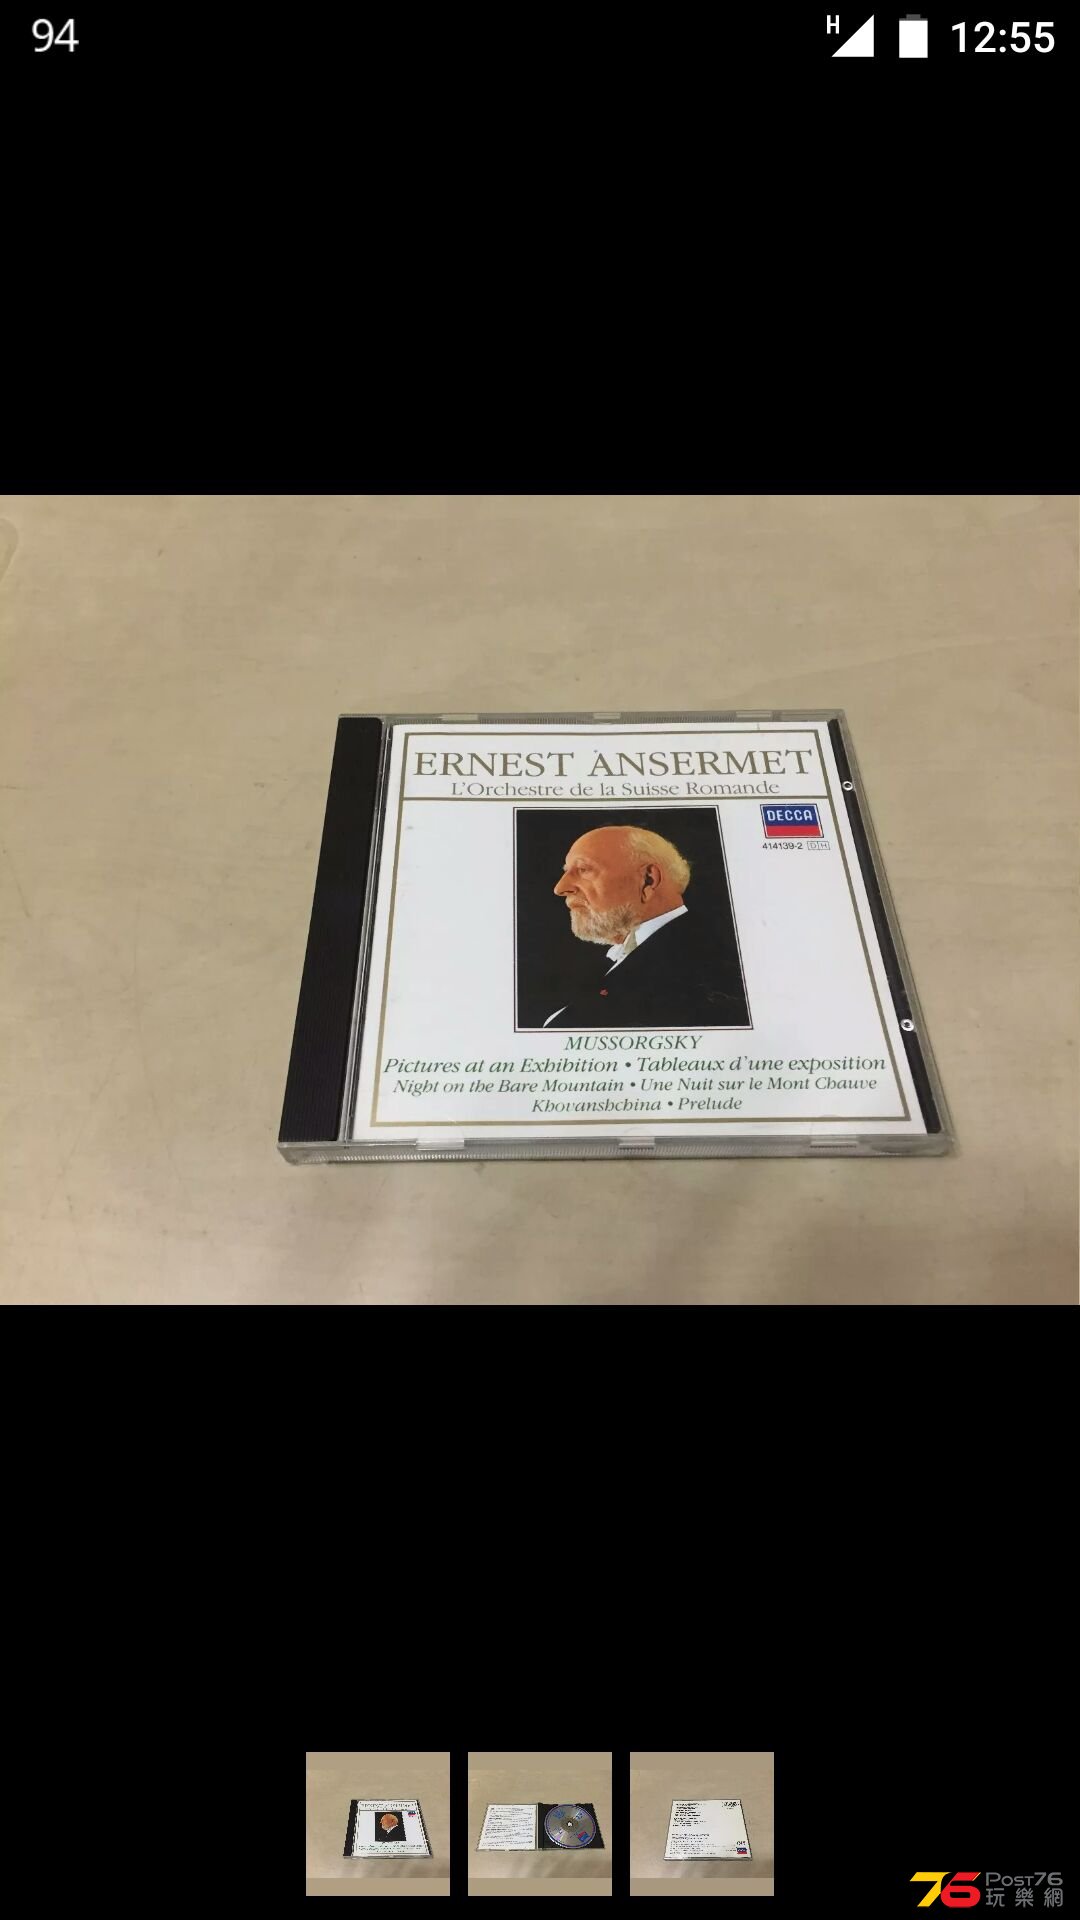 94
H
12:55
ERNEST ANSERMET
L'Orchestre de la Suisse Romande
DECCA
414139-2 DH
MUSSORGSKY
Pictures at an Exhibition • Tableaux d'une exposition
Night on the Bare Mountain • Une Nuit sur le Mont Chauve
Khovanshchina • Prelude
76 Post76
玩樂網